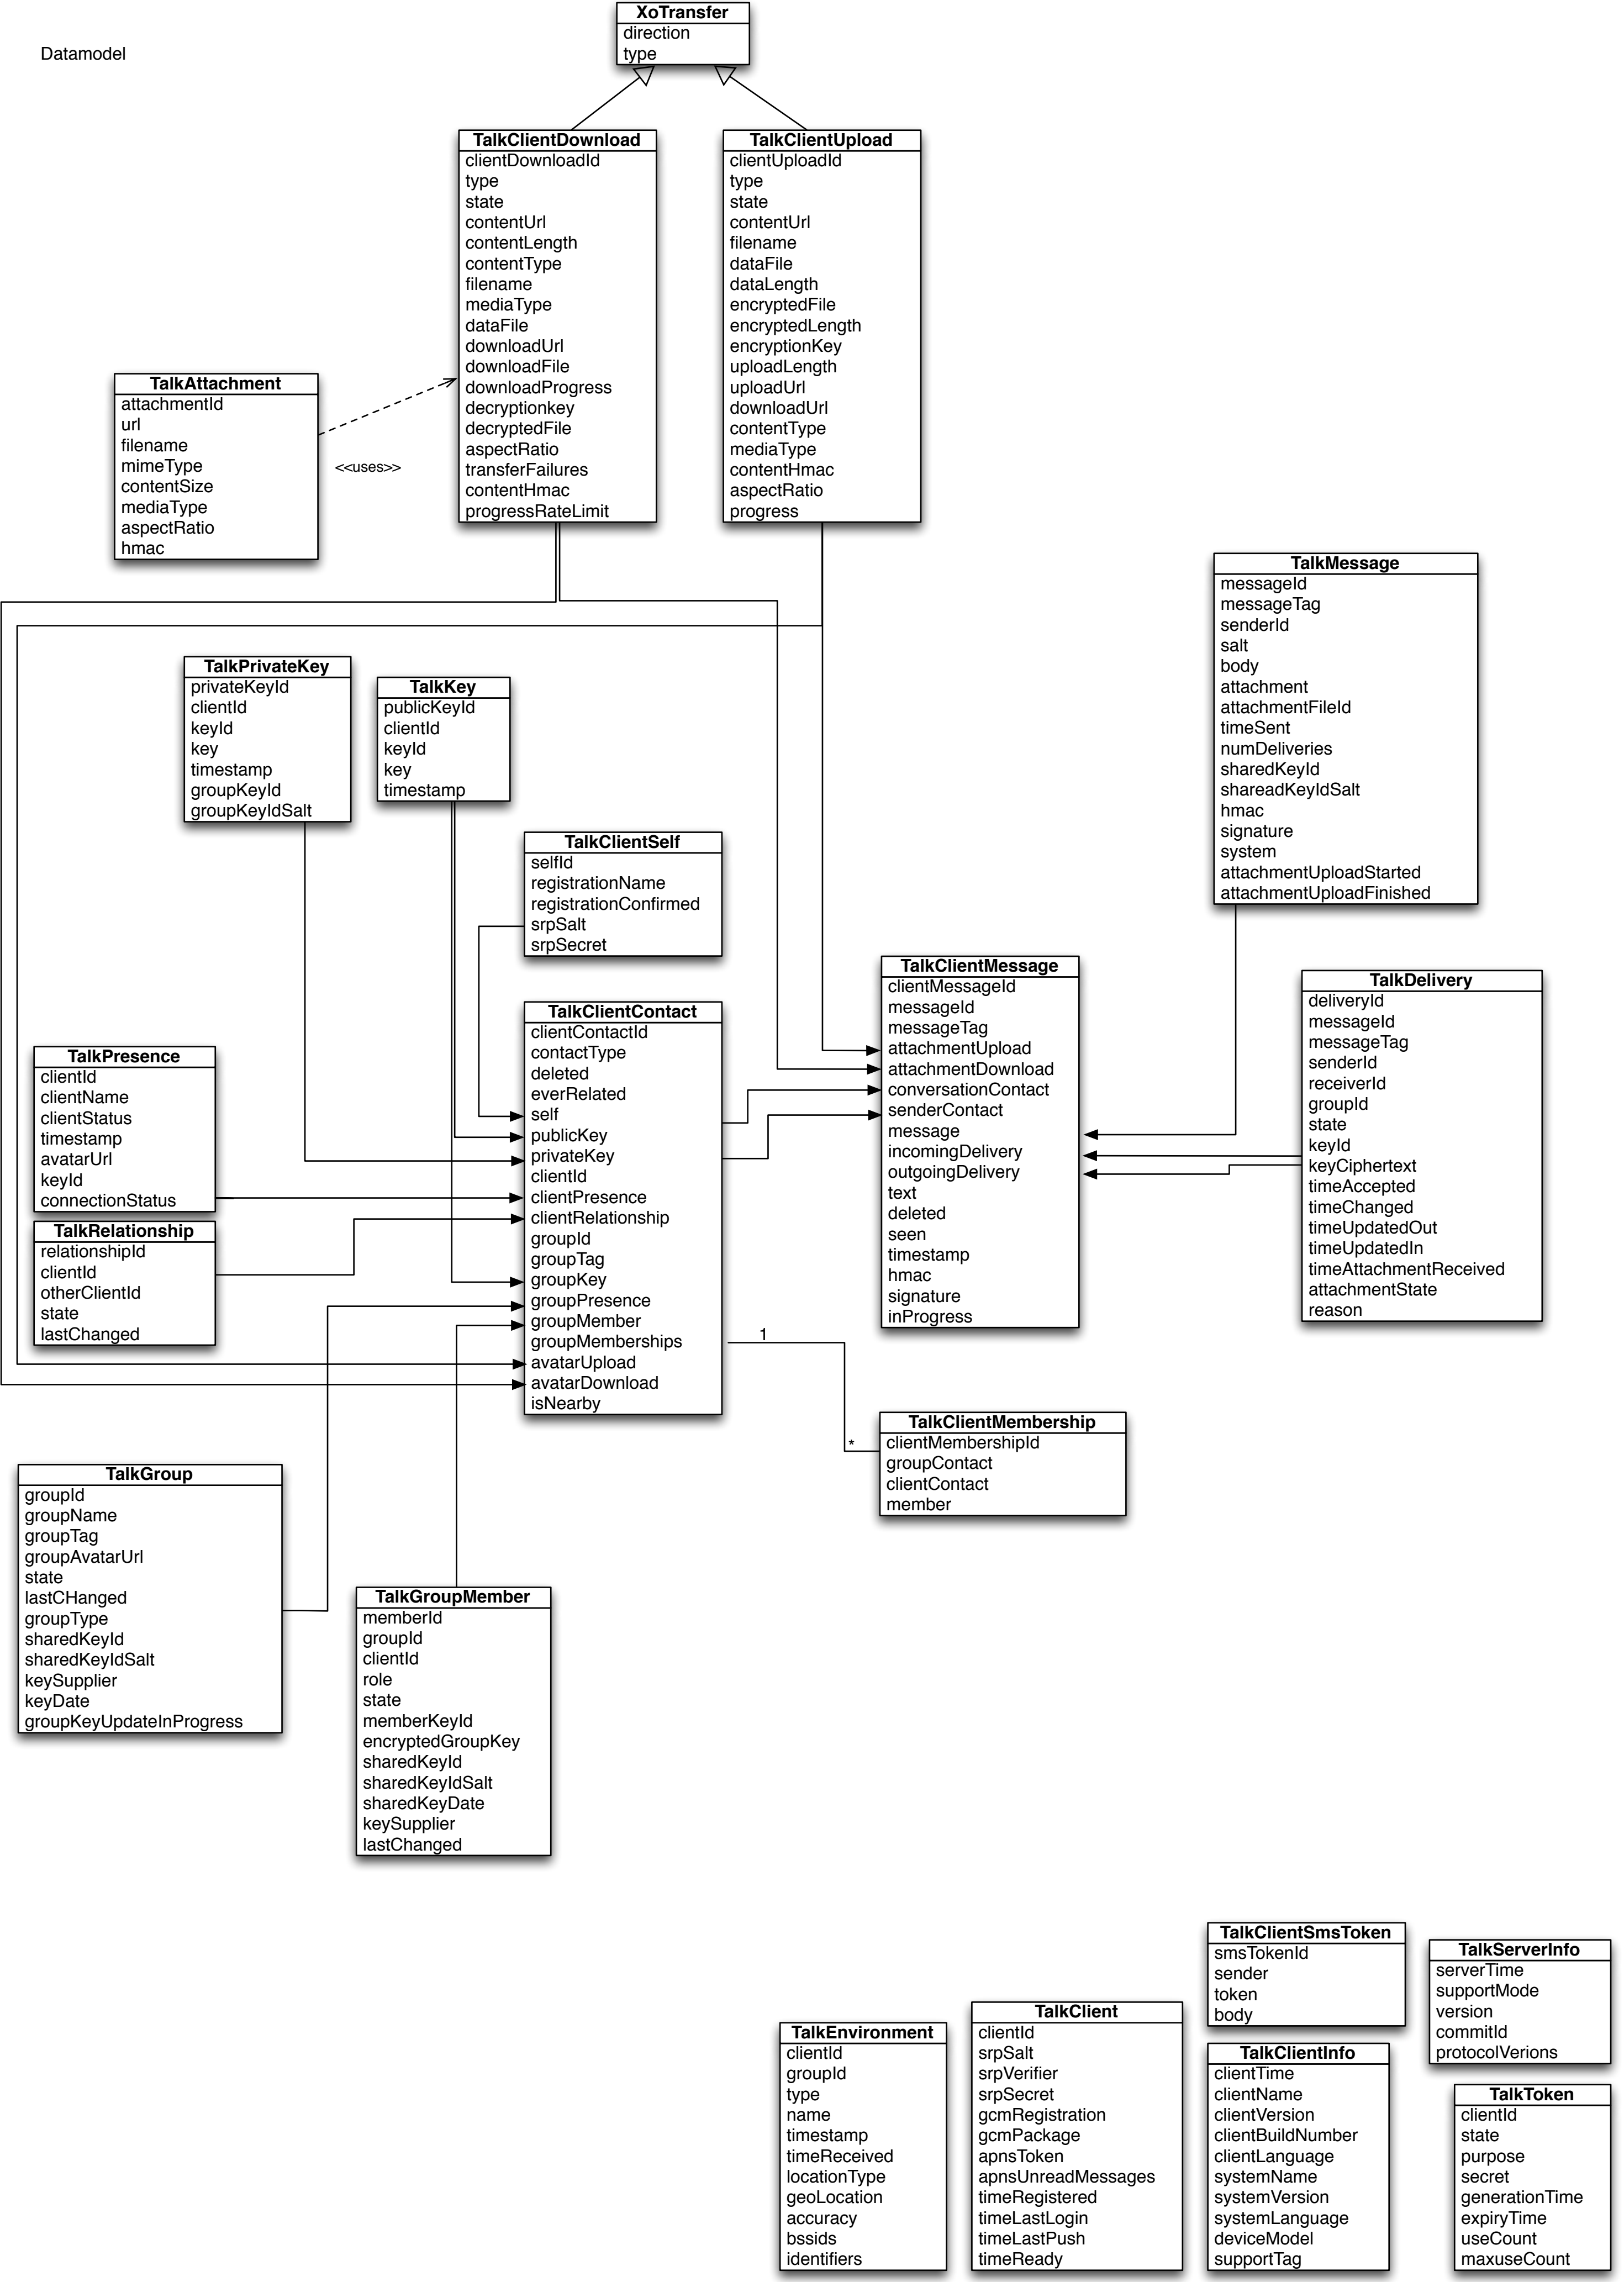 Datamodel
XoTransfer
direction
type
TalkClientDownload
clientDownloadId
type
state
contentUrl
contentLength
contentType
filename
mediaType
dataFile
downloadUrl
downloadFile
downloadProgress
decryptionkey
decryptedFile
aspectRatio
transferFailures
contentHmac
progressRateLimit
TalkClientUpload
clientUploadId
type
state
contentUrl
filename
dataFile
dataLength
encryptedFile
encryptedLength
encryptionKey
uploadLength
uploadUrl
downloadUrl
contentType
mediaType
contentHmac
aspectRatio
progress
TalkAttachment
attachmentId
url
filename
mimeType
contentSize
mediaType
aspectRatio
hmac
<<uses>>
TalkMessage
messageId
messageTag
senderId
salt
body
attachment
attachmentFileId
timeSent
numDeliveries
sharedKeyId
shareadKeyIdSalt
hmac
signature
system
attachmentUploadStarted
attachmentUploadFinished
TalkPrivateKey
privateKeyId
clientId
keyId
key
timestamp
groupKeyId
groupKeyIdSalt
TalkKey
publicKeyId
clientId
keyId
key
timestamp
TalkClientSelf
selfId
registrationName
registrationConfirmed
srpSalt
srpSecret
TalkClientMessage
clientMessageId
messageId
messageTag
attachmentUpload
attachmentDownload
conversationContact
senderContact
message
incomingDelivery
outgoingDelivery
text
deleted
seen
timestamp
hmac
signature
inProgress
TalkDelivery
deliveryId
messageId
messageTag
senderId
receiverId
groupId
state
keyId
keyCiphertext
timeAccepted
timeChanged
timeUpdatedOut
timeUpdatedIn
timeAttachmentReceived
attachmentState
reason
TalkClientContact
clientContactId
contactType
deleted
everRelated
self
publicKey
privateKey
clientId
clientPresence
clientRelationship
groupId
groupTag
groupKey
groupPresence
groupMember
groupMemberships
avatarUpload
avatarDownload
isNearby
TalkPresence
clientId
clientName
clientStatus
timestamp
avatarUrl
keyId
connectionStatus
TalkRelationship
relationshipId
clientId
otherClientId
state
lastChanged
1
*
TalkClientMembership
clientMembershipId
groupContact
clientContact
member
TalkGroup
groupId
groupName
groupTag
groupAvatarUrl
state
lastCHanged
groupType
sharedKeyId
sharedKeyIdSalt
keySupplier
keyDate
groupKeyUpdateInProgress
TalkGroupMember
memberId
groupId
clientId
role
state
memberKeyId
encryptedGroupKey
sharedKeyId
sharedKeyIdSalt
sharedKeyDate
keySupplier
lastChanged
TalkEnvironment
clientId
groupId
type
name
timestamp
timeReceived
locationType
geoLocation
accuracy
bssids
identifiers
TalkClient
clientId
srpSalt
srpVerifier
srpSecret
gcmRegistration
gcmPackage
apnsToken
apnsUnreadMessages
timeRegistered
timeLastLogin
timeLastPush
timeReady
TalkClientSmsToken
smsTokenId
sender
token
body
TalkClientInfo
clientTime
clientName
clientVersion
clientBuildNumber
clientLanguage
systemName
systemVersion
systemLanguage
deviceModel
supportTag
TalkServerInfo
serverTime
supportMode
version
commitId
protocolVerions
TalkToken
clientId
state
purpose
secret
generationTime
expiryTime
useCount
maxuseCount